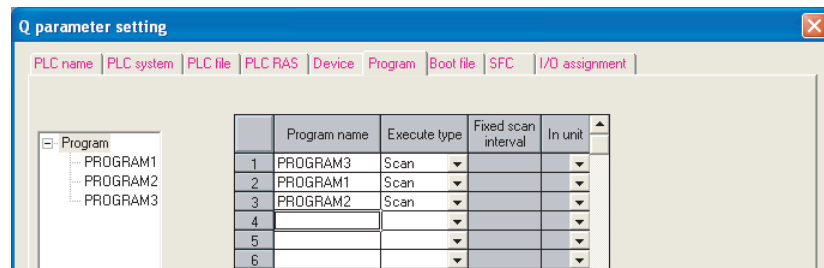 Q parameter setting
PLC name PLC system PLC file PLC RAS Device Program Boot file SFC I/O assignment
Program
PROGRAM1
PROGRAM2
PROGRAM3
Program name Execute type Fixed scan interval In unit
1 PROGRAM3 Scan
2 PROGRAM1 Scan
3 PROGRAM2 Scan
4
5
6